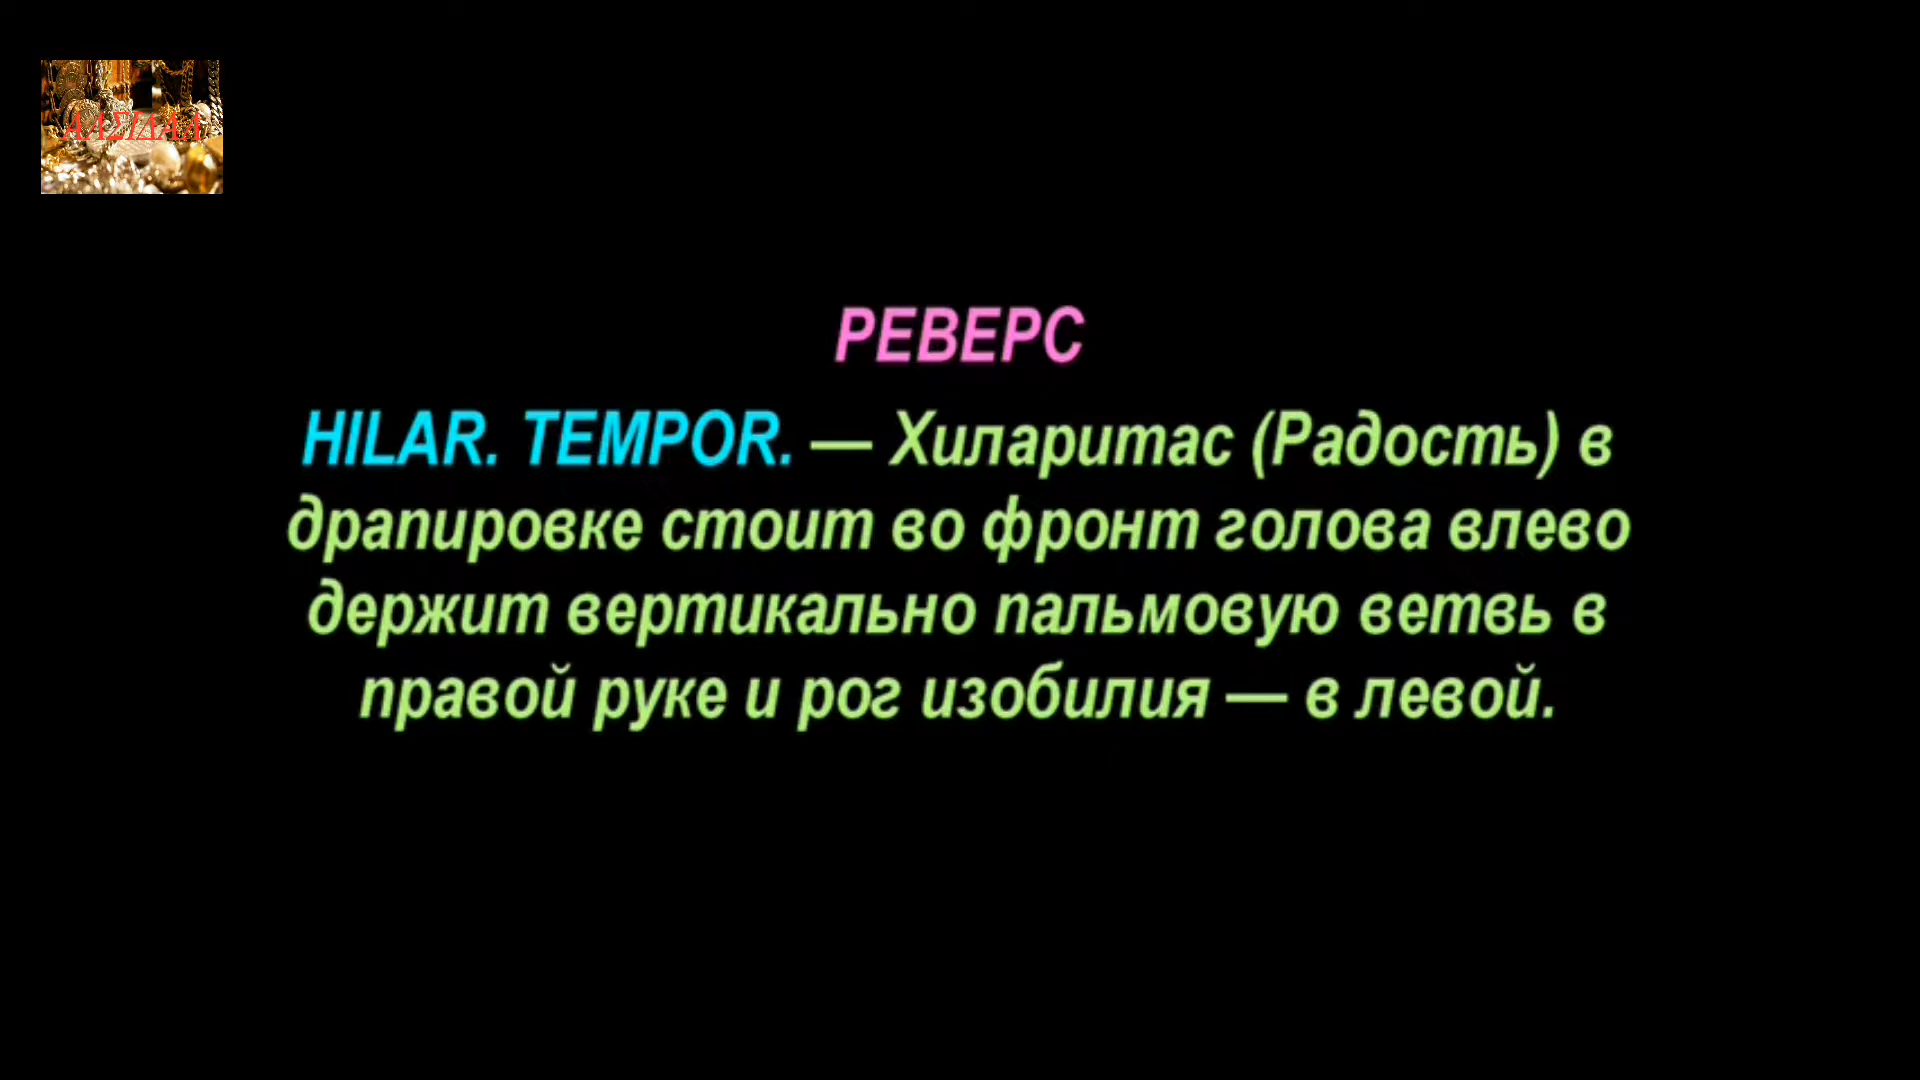 ΑΛΣΙΔΑΔ
РЕВЕРС
HILAR. TEMPOR. — Хиларитас (Радость) в
драпировке стоит во фронт голова влево
держит вертикально пальмовую ветвь в
правой руке и рог изобилия — в левой.